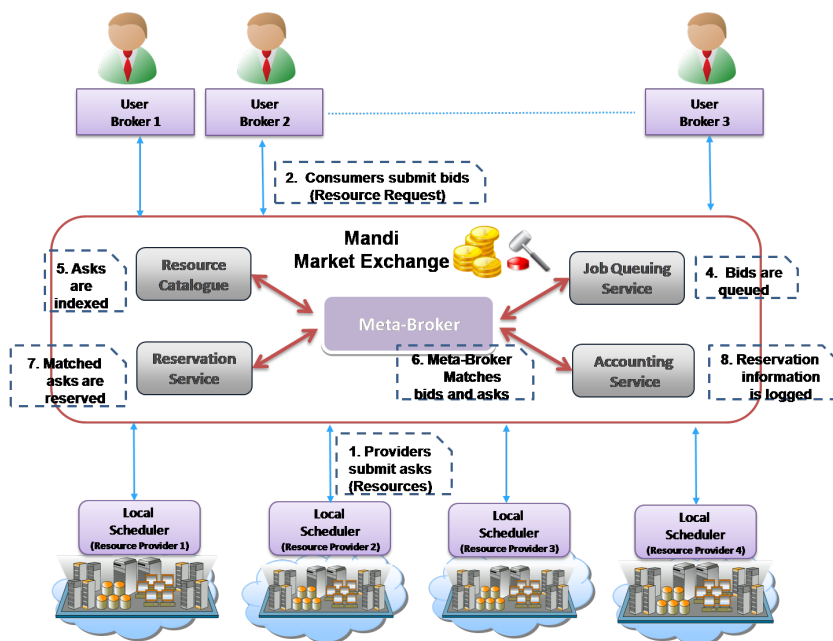 User
Broker 1
User
Broker 2
User
Broker 3
2.  Consumers submit bids
(Resource Request)
Mandi
Market Exchange
5. Asks
are
indexed
Resource
Catalogue
Job Queuing
Service
4.  Bids are
queued
Meta-Broker
7. Matched
asks are
reserved
Reservation
Service
6. Meta-Broker
Matches
bids and asks
Accounting
Service
8. Reservation
information
is logged
1. Providers
submit asks
(Resources)
Local
Scheduler
(Resource Provider 1)
Local
Scheduler
(Resource Provider 2)
Local
Scheduler
(Resource Provider 3)
Local
Scheduler
(Resource Provider 4)